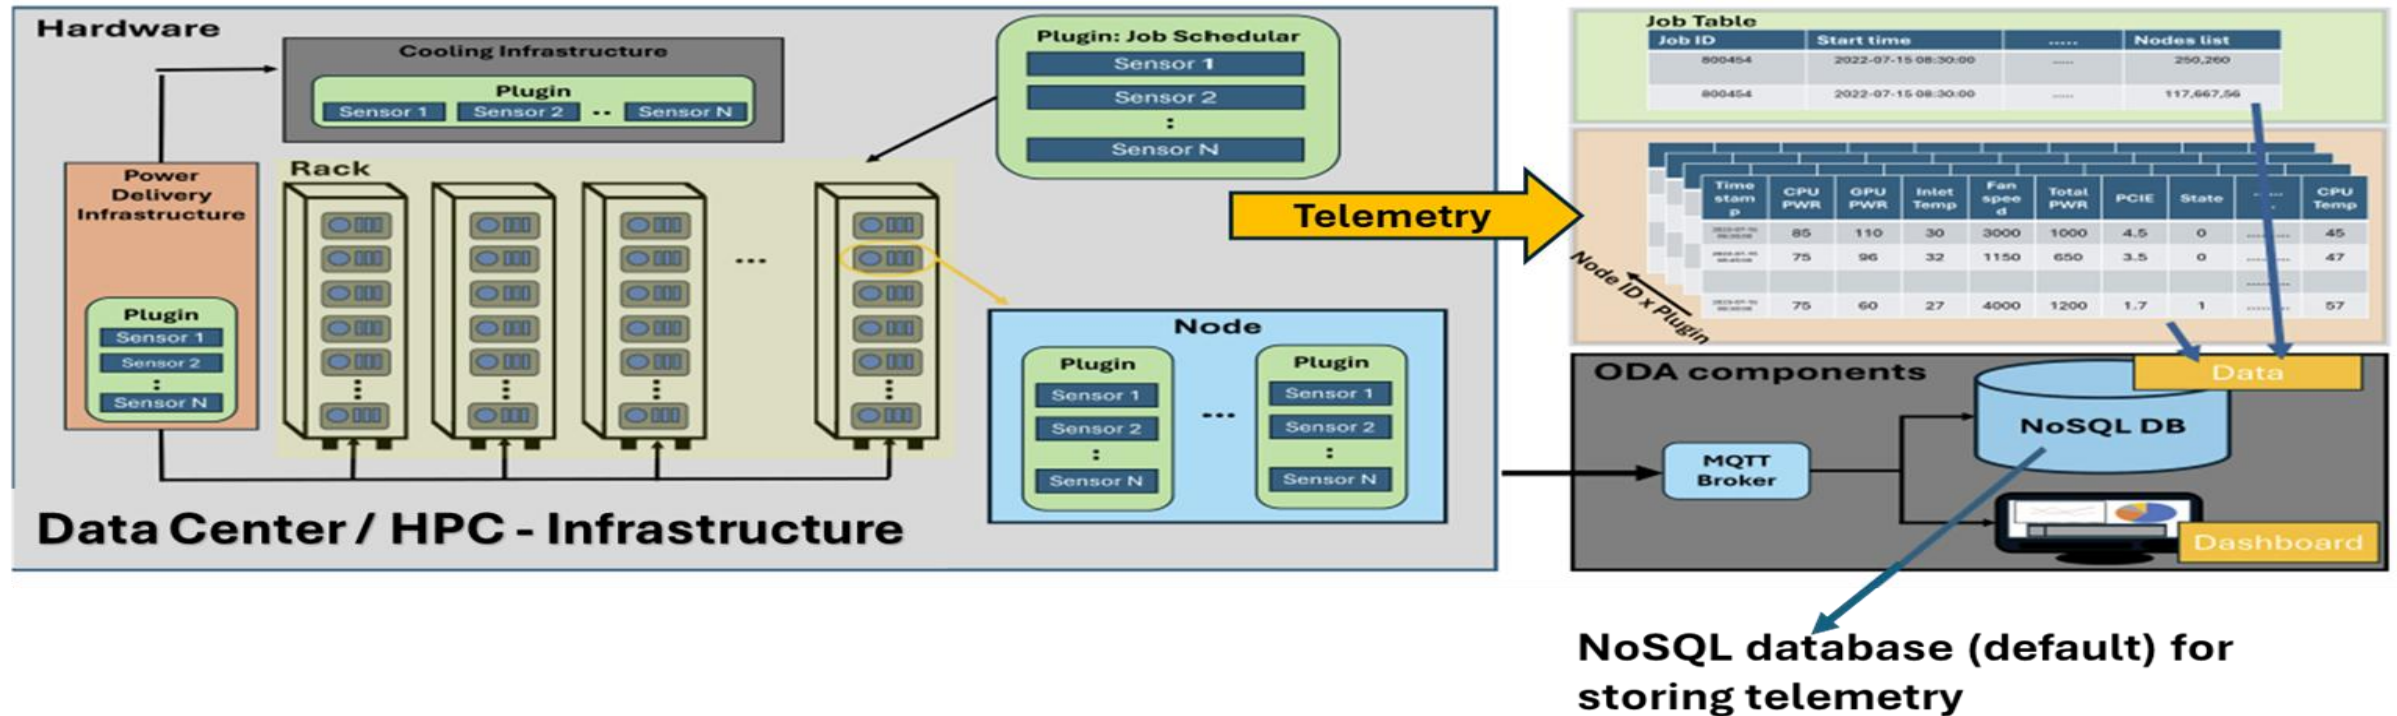 Hardware
Cooling Infrastructure
Plugin
Sensor 1 Sensor 2 .. Sensor N
Plugin: Job Schedular
Sensor 1
Sensor 2
:
Sensor N
Power
Delivery
Infrastructure
Plugin
Sensor 1
Sensor 2
:
Sensor N
Rack
...
Node
Plugin
Sensor 1
Sensor 2
:
Sensor N
...
Plugin
Sensor 1
Sensor 2
:
Sensor N
Data Center / HPC - Infrastructure
Telemetry
Job Table
Job ID Start time ..... Nodes list
800454 2022-07-15 08:30:00 ..... 250,260
800454 2022-07-15 08:30:00 ..... 117,667,56
Time
stam
p
CPU
PWR
GPU
PWR
Inlet
Temp
Fan
spee
d
Total
PWR
PCIE
State
CPU
Temp
85 110 30 3000 1000 4.5 0 45
75 96 32 1150 650 3.5 0 47
75 60 27 4000 1200 1.7 1 57
Node ID x Plugin
ODA components
Data
NoSQL DB
MQTT
Broker
Dashboard
NoSQL database (default) for
storing telemetry